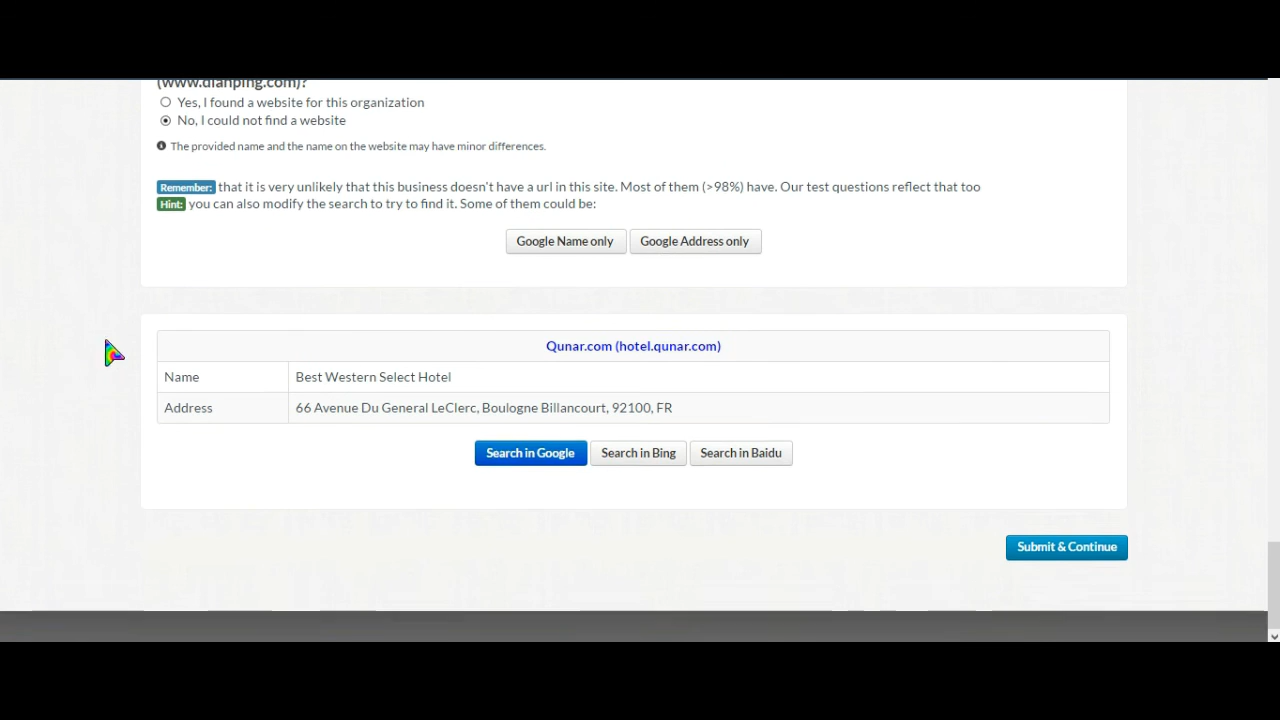 (www.dianping.com)?
Yes, I found a website for this organization
No, I could not find a website
The provided name and the name on the website may have minor differences.
Remember: that it is very unlikely that this business doesn't have a url in this site. Most of them (>98%) have. Our test questions reflect that too
Hint: you can also modify the search to try to find it. Some of them could be:
Google Name only Google Address only
Qunar.com (hotel.qunar.com)
Name Best Western Select Hotel
Address 66 Avenue Du General LeClerc, Boulogne Billancourt, 92100, FR
Search in Google Search in Bing Search in Baidu
Submit & Continue